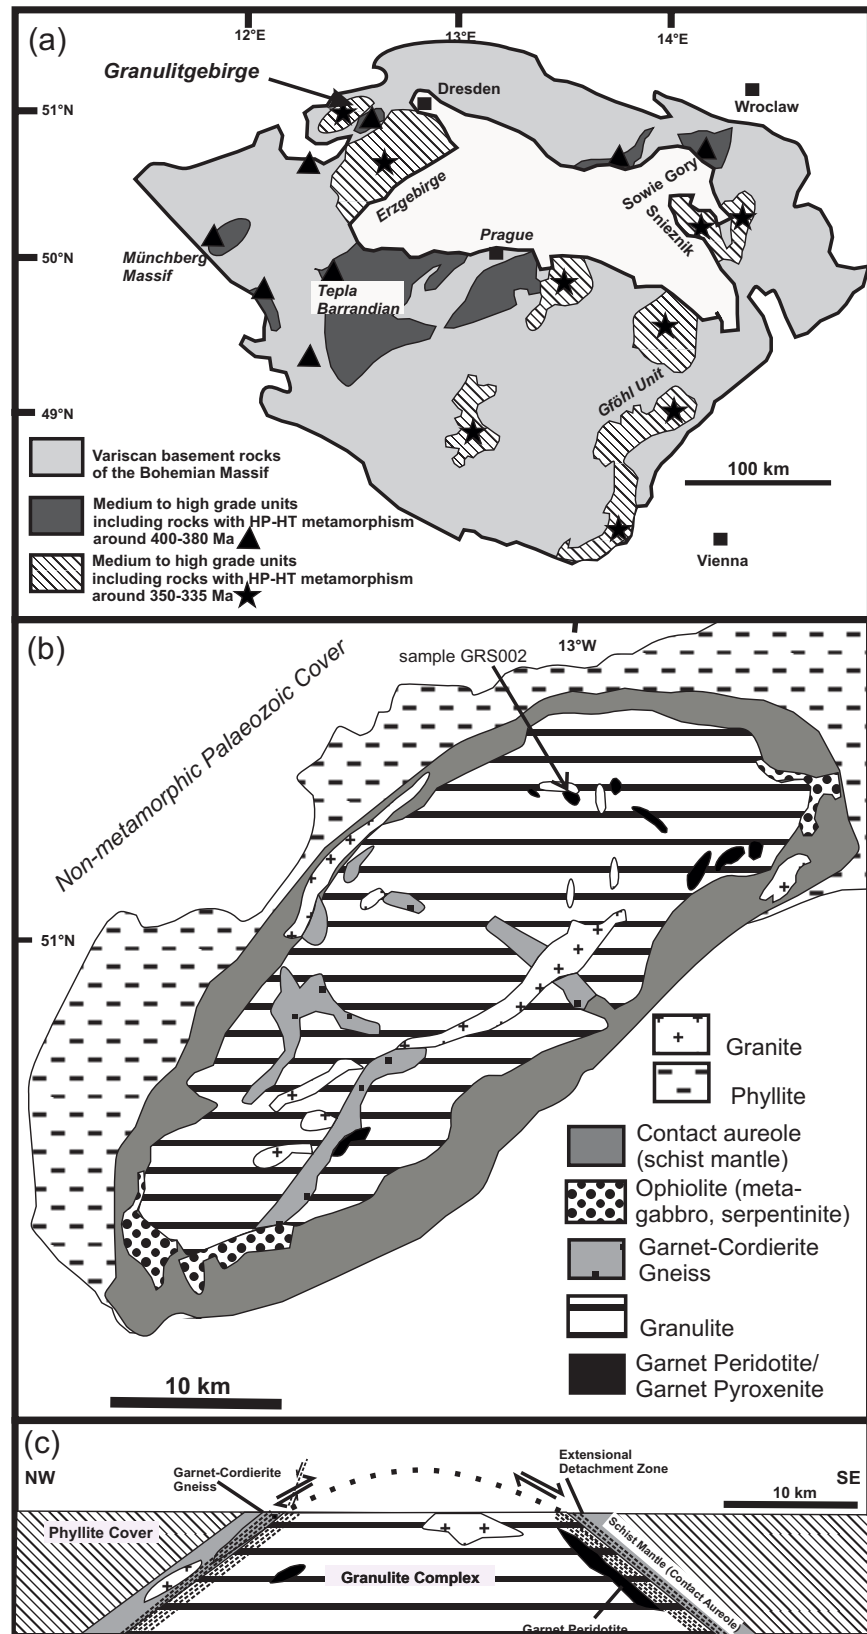 (a)
12°E
13°E
14°E
Granulitgebirge
Dresden
51°N
Wroclaw
Erzgebirge
Sowie Gory
Snieznik
50°N
Prague
Münchberg
Massif
Tepla
Barrandian
Gföhl Unit
49°N
Variscan basement rocks
of the Bohemian Massif
100 km
Medium to high grade units
including rocks with HP-HT metamorphism
around 400-380 Ma
Vienna
Medium to high grade units
including rocks with HP-HT metamorphism
around 350-335 Ma
(b)
13°W
sample GRS002
Non-metamorphic Palaeozoic Cover
51°N
Granite
Phyllite
Contact aureole
(schist mantle)
Ophiolite (meta-
gabbro, serpentinite)
Garnet-Cordierite
Gneiss
Granulite
Garnet Peridotite/
Garnet Pyroxenite
10 km
(c)
NW
Garnet-Cordierite
Gneiss
Extensional
Detachment Zone
SE
10 km
Phyllite Cover
Schist Mantle (Contact Aureole)
Granulite Complex
Garnet Peridotite